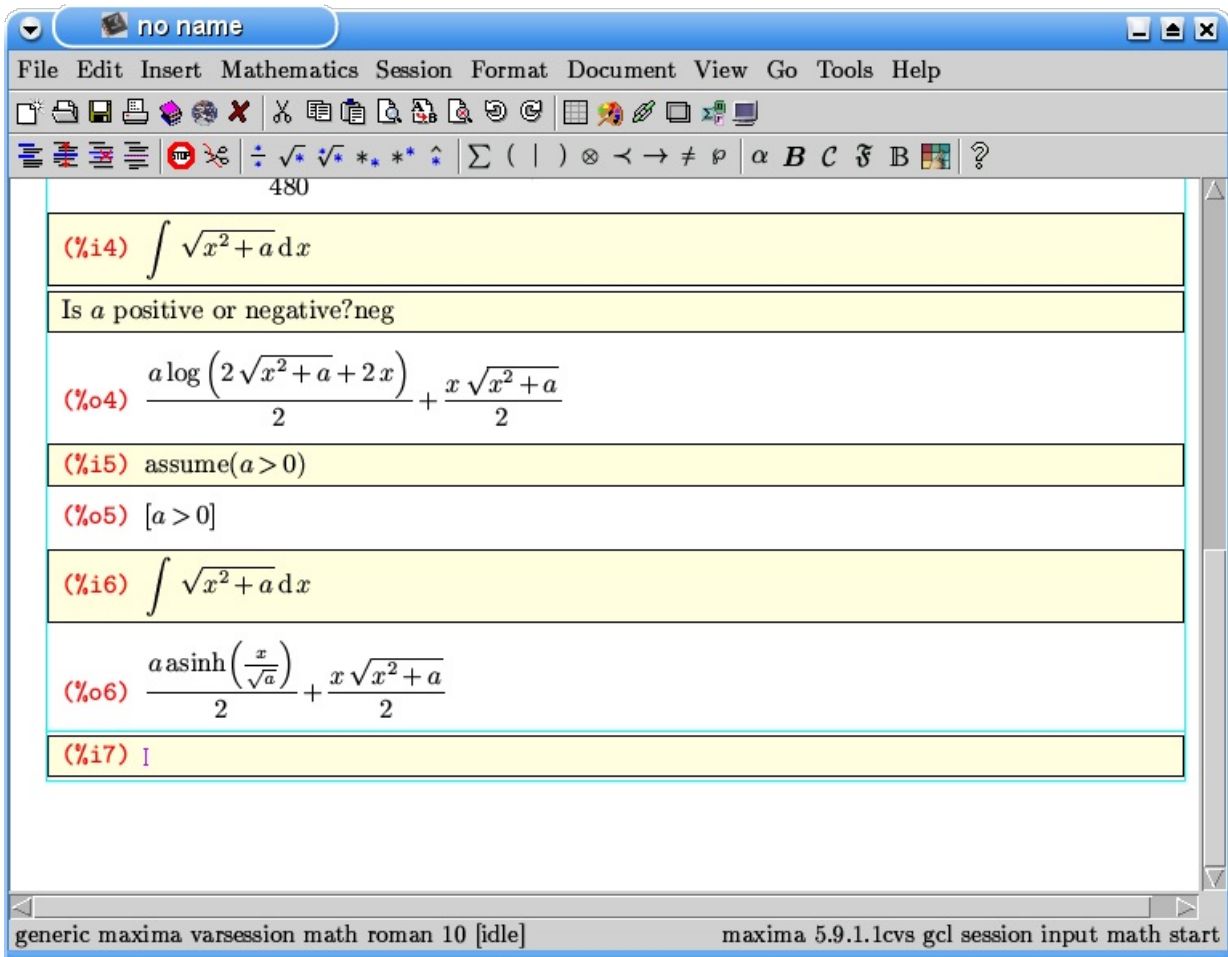 no name
File Edit Insert Mathematics Session Format Document View Go Tools Help
480
(%i4) ∫ √(x² + a) dx
Is a positive or negative?neg
(%o4) a log (2 √(x² + a) + 2 x) / 2 + x √(x² + a) / 2
(%i5) assume(a > 0)
(%o5) [a > 0]
(%i6) ∫ √(x² + a) dx
(%o6) a asinh (x / √a) / 2 + x √(x² + a) / 2
(%i7)
generic maxima varsession math roman 10 [idle]
maxima 5.9.1.1cvs gcl session input math start